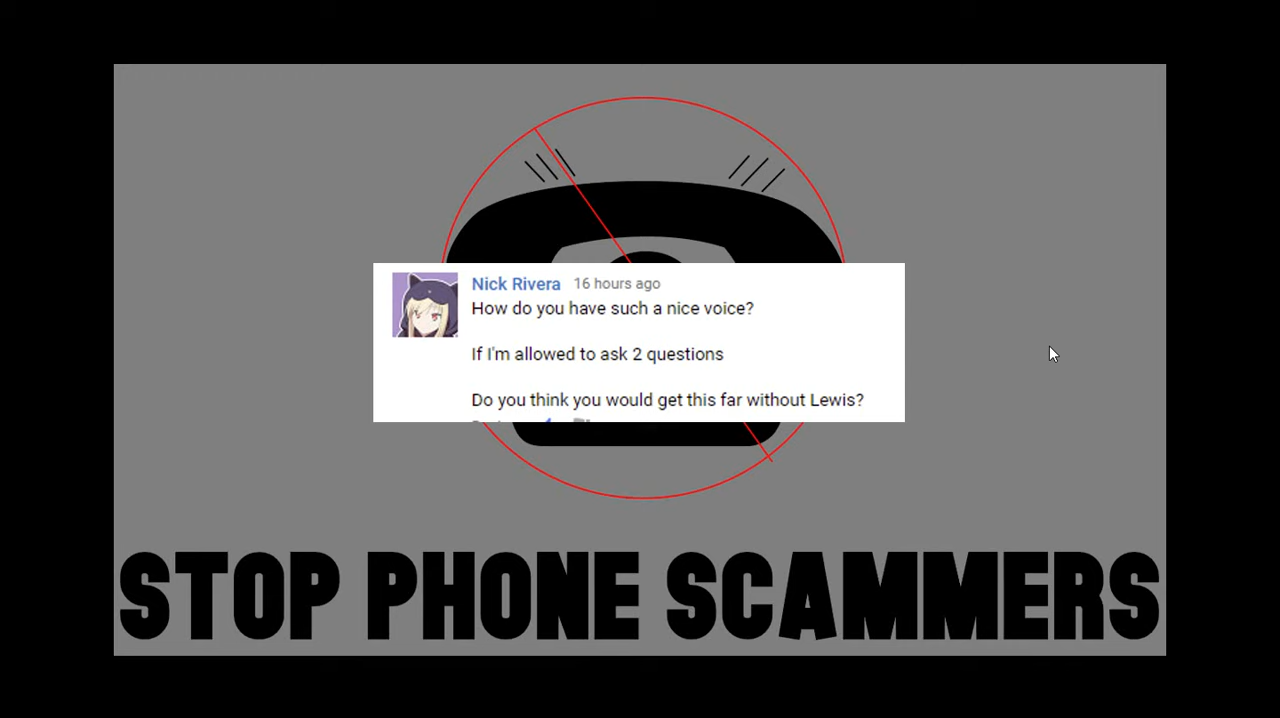 Nick Rivera 16 hours ago
How do you have such a nice voice?
If I'm allowed to ask 2 questions
Do you think you would get this far without Lewis?
STOP PHONE SCAMMERS